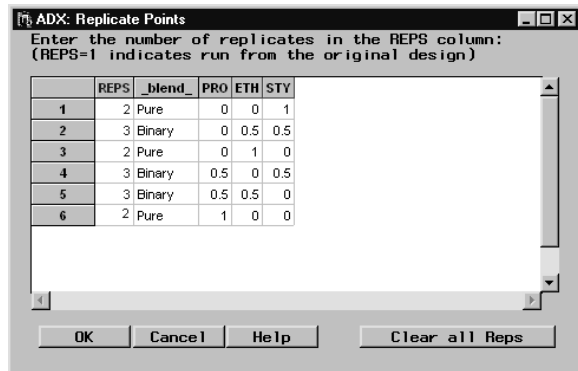 ADX: Replicate Points
Enter the number of replicates in the REPS column:
(REPS=1 indicates run from the original design)
REPS _blend_ PRO ETH STY
1 2 Pure 0 0 1
2 3 Binary 0 0.5 0.5
3 2 Pure 0 1 0
4 3 Binary 0.5 0 0.5
5 3 Binary 0.5 0.5 0
6 2 Pure 1 0 0
OK Cancel Help Clear all Reps